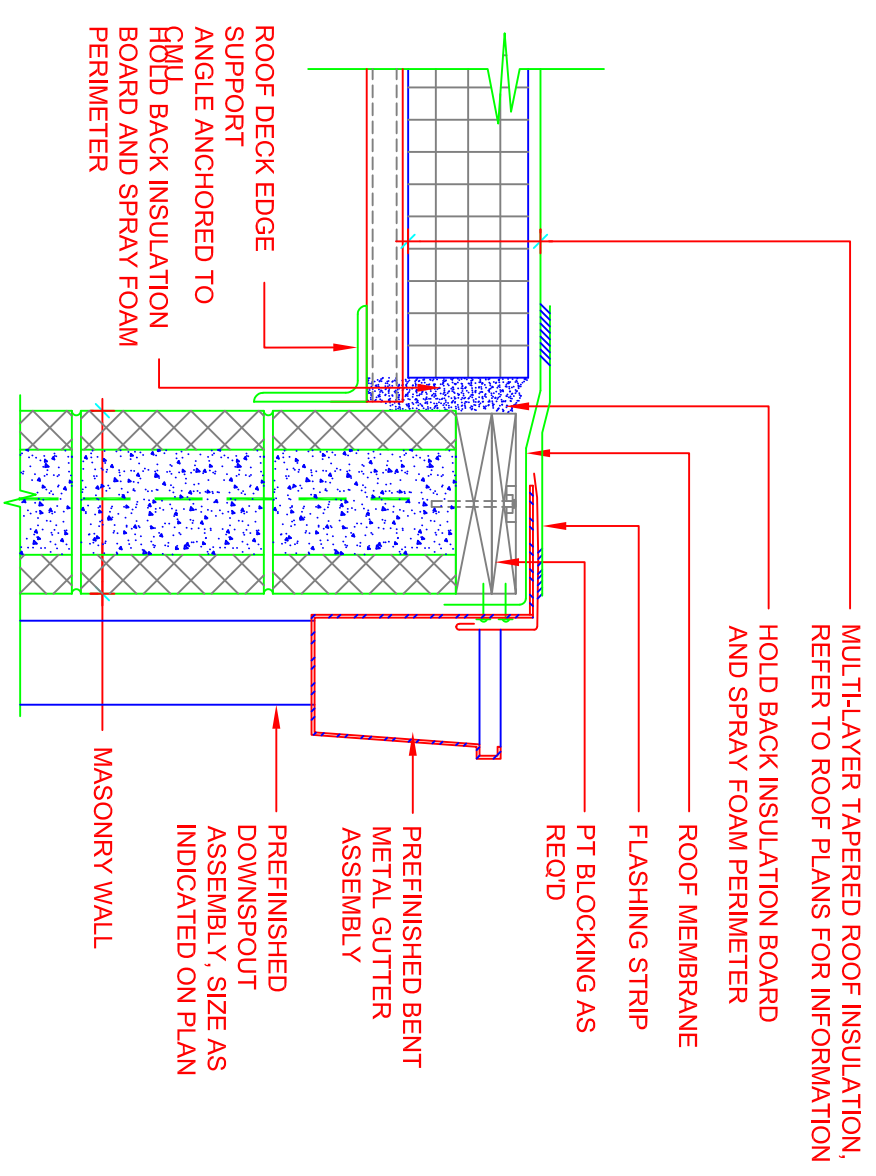 MULTI-LAYER TAPERED ROOF INSULATION,
REFER TO ROOF PLANS FOR INFORMATION
HOLD BACK INSULATION BOARD
AND SPRAY FOAM PERIMETER
ROOF MEMBRANE
FLASHING STRIP
PT BLOCKING AS
REQ'D
PREFINISHED BENT
METAL GUTTER
ASSEMBLY
PREFINISHED
DOWNSPOUT
ASSEMBLY, SIZE AS
INDICATED ON PLAN
MASONRY WALL
ROOF DECK EDGE
SUPPORT
ANGLE ANCHORED TO
CMU
HOLD BACK INSULATION
BOARD AND SPRAY FOAM
PERIMETER